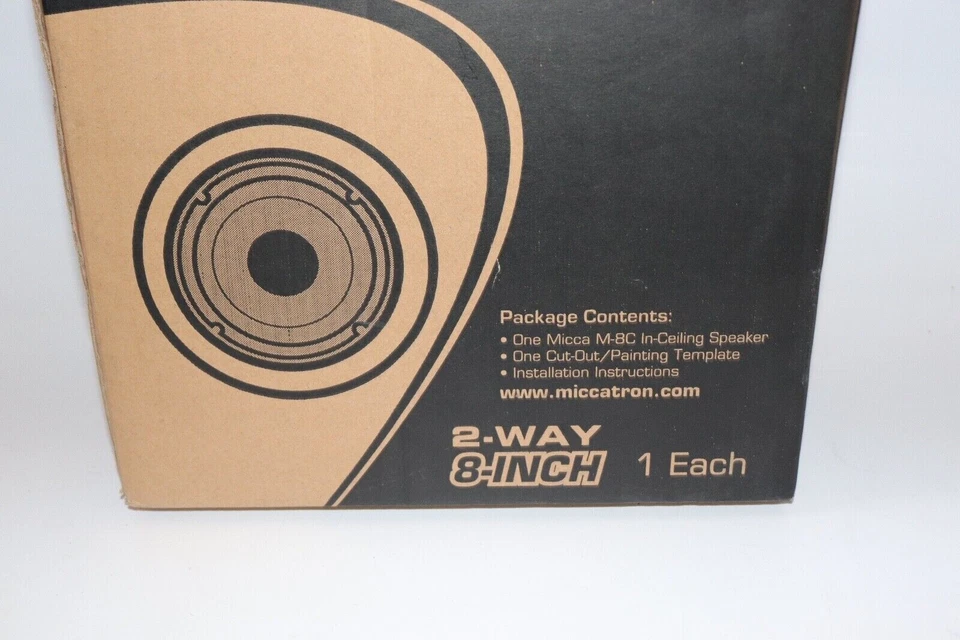 Package Contents:
• One Micca M-8C In-Ceiling Speaker
• One Cut-Out/Painting Template
• Installation Instructions
www.miccatron.com
2-WAY
8-INCH 1 Each